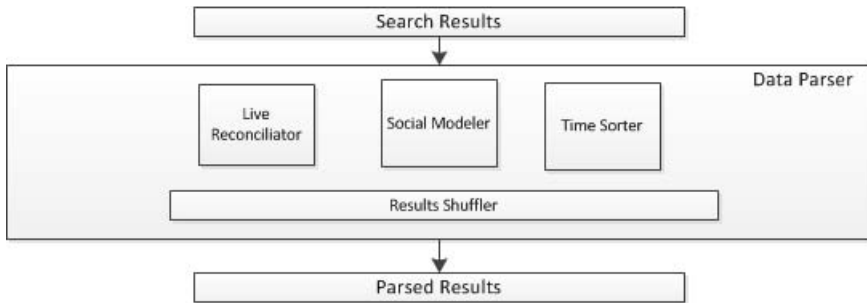 Search Results
Data Parser
Live
Reconciliator
Social Modeler
Time Sorter
Results Shuffler
Parsed Results